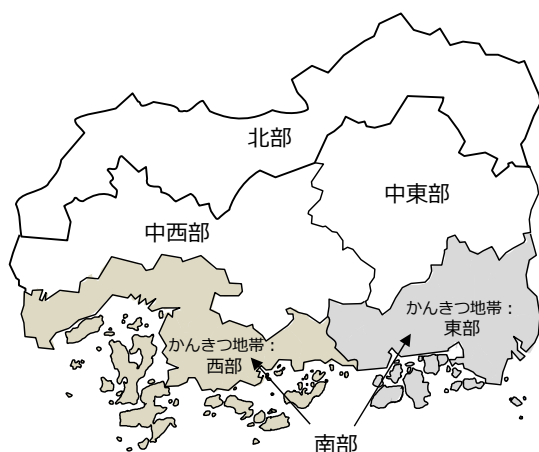 北部
中東部
中西部
かんきつ地帯：
東部
かんきつ地帯：
西部
南部